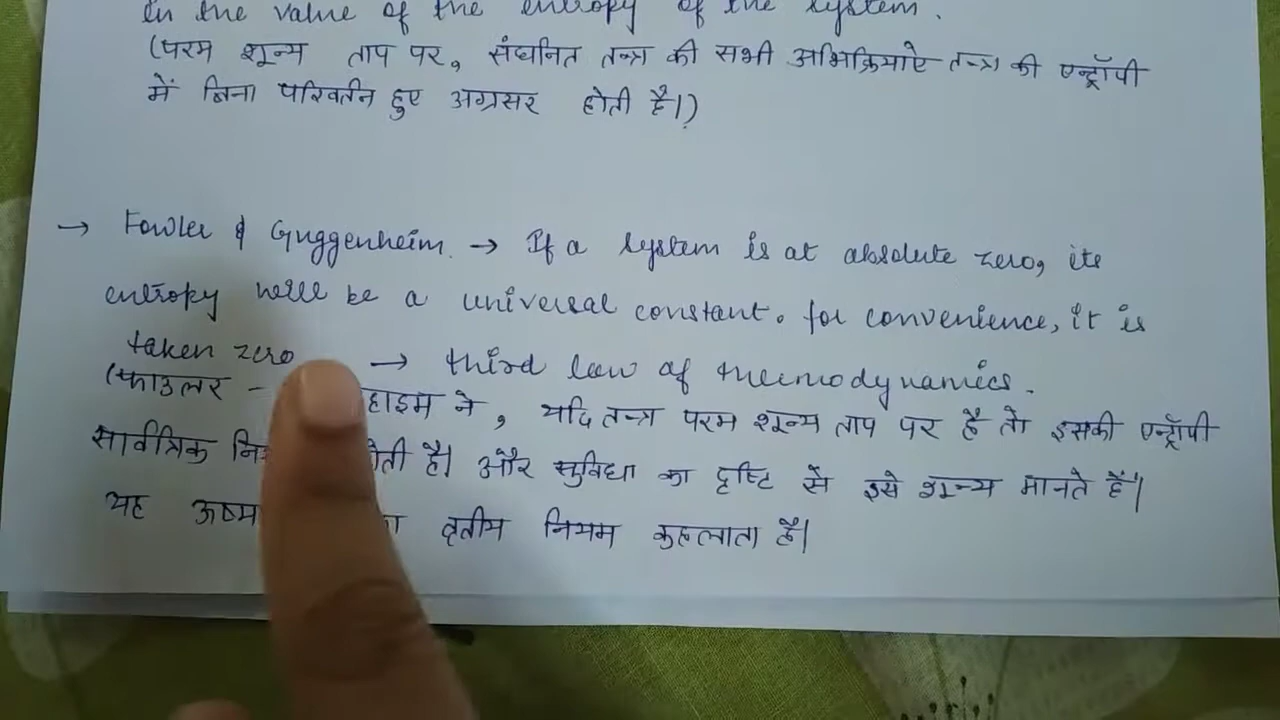 in the value of the entropy of the system.
(परम शून्य ताप पर, संघनित तन्त्र की सभी अभिक्रियाऐ तन्त्र की एन्ट्रॉपी
में बिना परिवर्तन हुए अग्रसर होती है।)
→ Fowler & Guggenheim. → If a system is at absolute zero, its
entropy will be a universal constant. for convenience, it is
taken zero → third law of thermodynamics.
(फाउलर - हाइम ने, यदि तन्त्र परम शून्य ताप पर है तो इसकी एन्ट्रॉपी
सार्वत्रिक होती है। और सुविधा का दृष्टि से इसे शून्य मानते हैं।
यह तृतीय नियम कहलाता है।